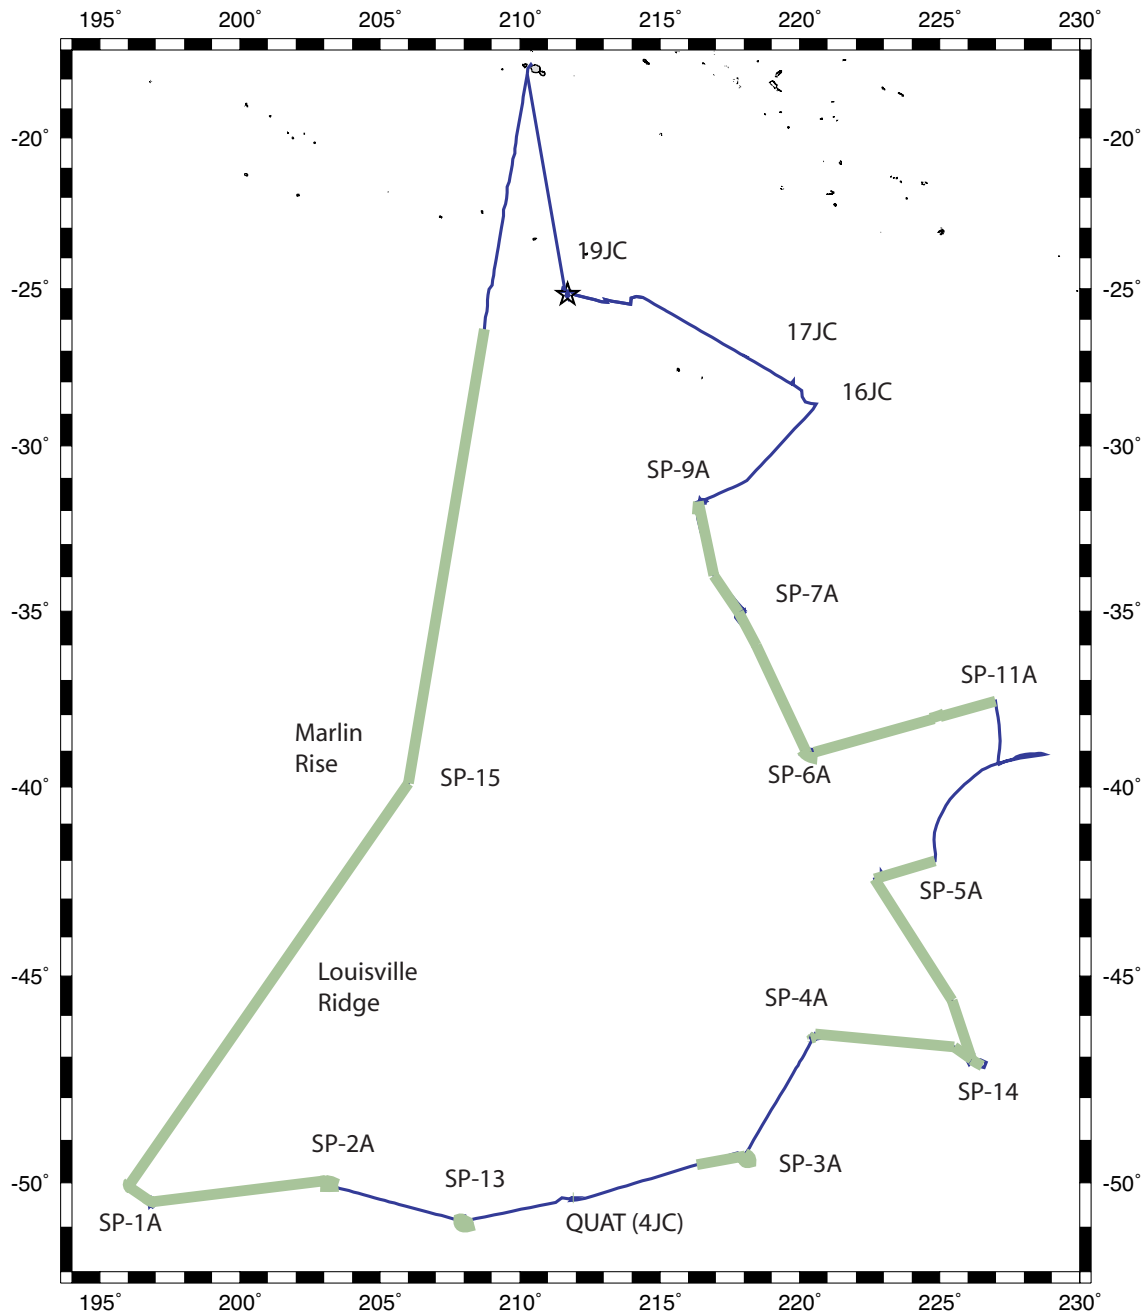 195° 200° 205° 210° 215° 220° 225° 230°
-20° -20°
19JC
-25° -25°
17JC
16JC
-30° -30°
SP-9A
SP-7A
-35° -35°
SP-11A
Marlin
Rise
SP-15
SP-6A
-40° -40°
SP-5A
Louisville
Ridge
-45° -45°
SP-4A
SP-14
SP-2A
SP-3A
SP-13
-50° -50°
SP-1A
QUAT (4JC)
195° 200° 205° 210° 215° 220° 225° 230°